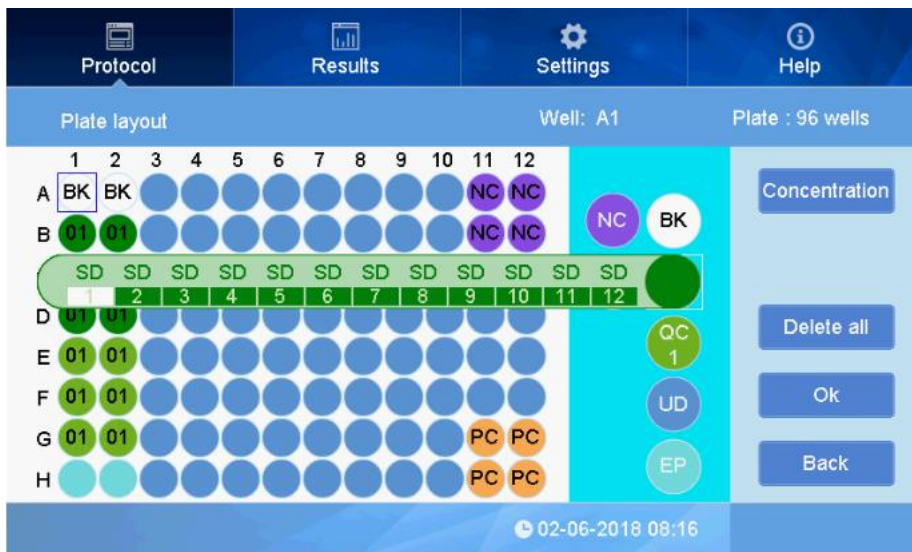 Protocol Results Settings Help
Plate layout Well: A1 Plate : 96 wells
1 2 3 4 5 6 7 8 9 10 11 12
A BK BK NC NC
Concentration
NC BK
B 01 01 NC NC
SD SD SD SD SD SD SD SD SD SD SD SD
1 2 3 4 5 6 7 8 9 10 11 12
D 01 01
Delete all
QC
1
E 01 01
F 01 01
UD
Ok
G 01 01 PC PC
EP
Back
H PC PC
02-06-2018 08:16